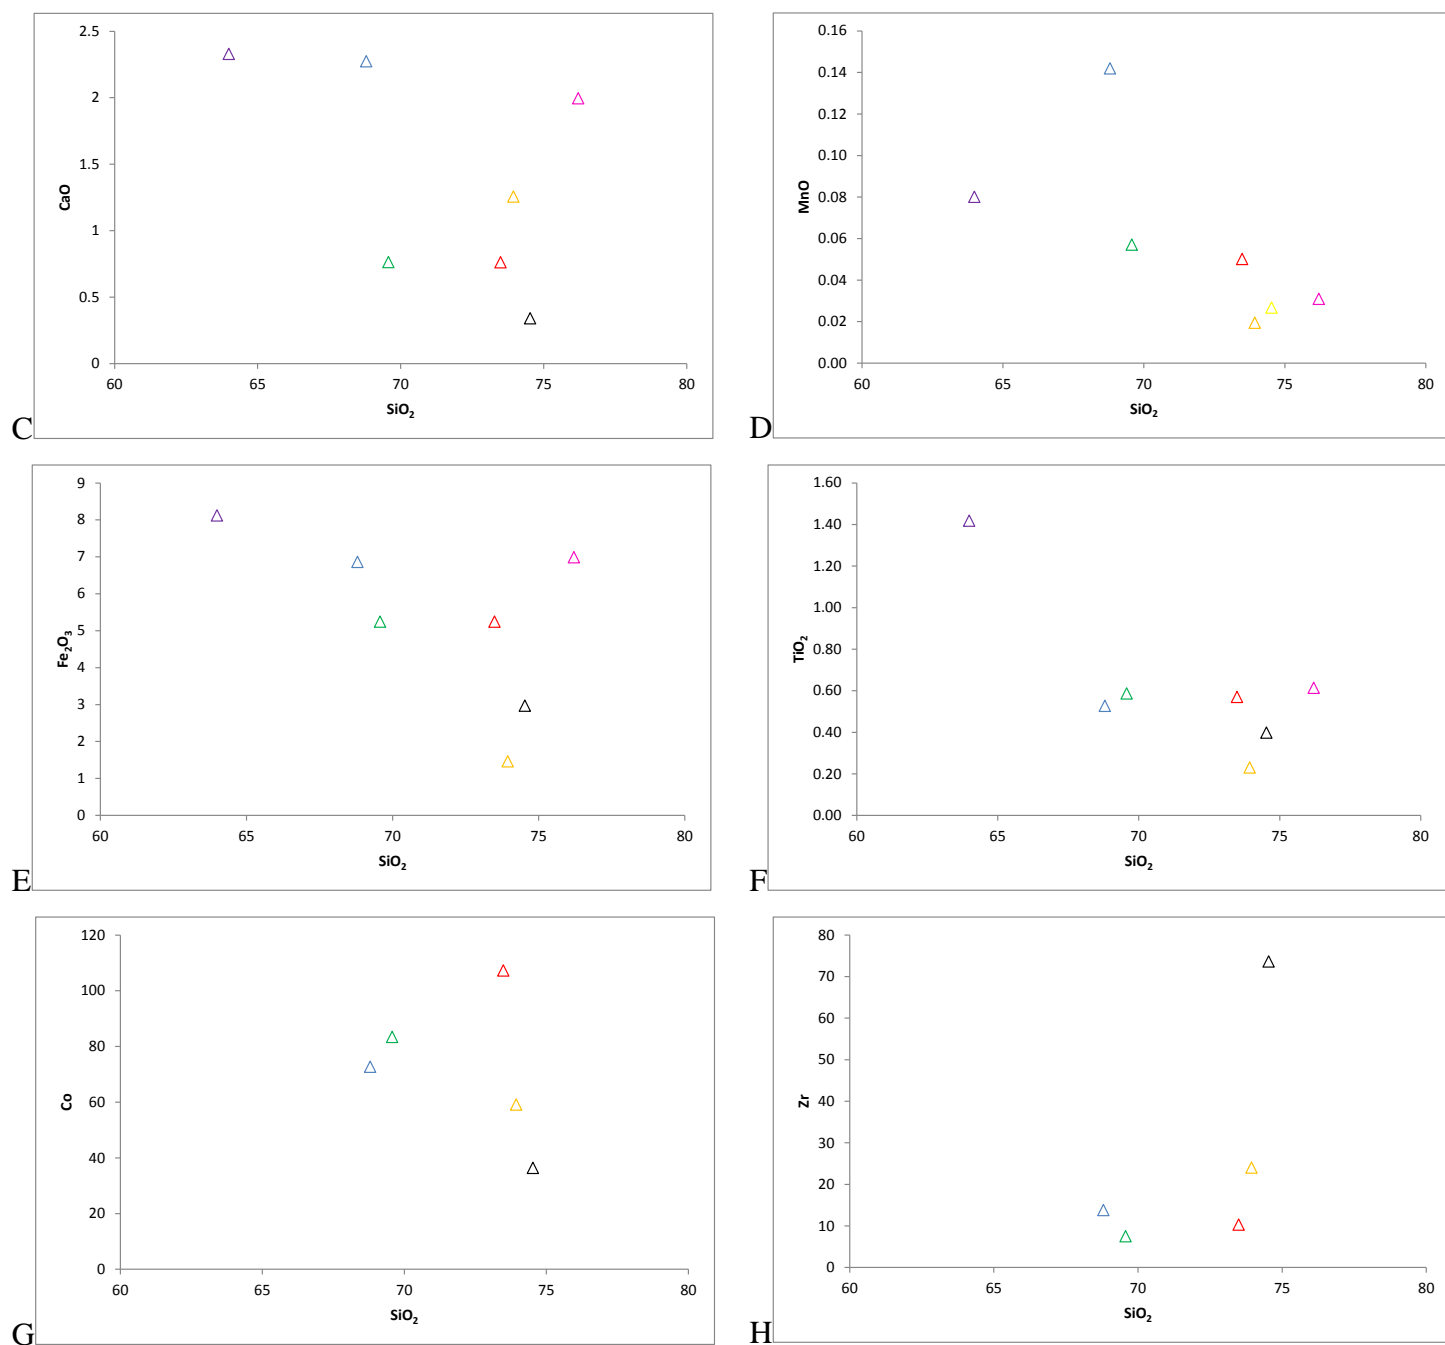 2.5
2
1.5
1
0.5
0
CaO
60 65 70 75 80
SiO₂
C
0.16
0.14
0.12
0.10
0.08
0.06
0.04
0.02
0.00
MnO
60 65 70 75 80
SiO₂
D
9
8
7
6
5
4
3
2
1
0
Fe₂O₃
60 65 70 75 80
SiO₂
E
1.60
1.40
1.20
1.00
0.80
0.60
0.40
0.20
0.00
TiO₂
60 65 70 75 80
SiO₂
F
120
100
80
60
40
20
0
Co
60 65 70 75 80
SiO₂
G
80
70
60
50
40
30
20
10
0
Zr
60 65 70 75 80
SiO₂
H